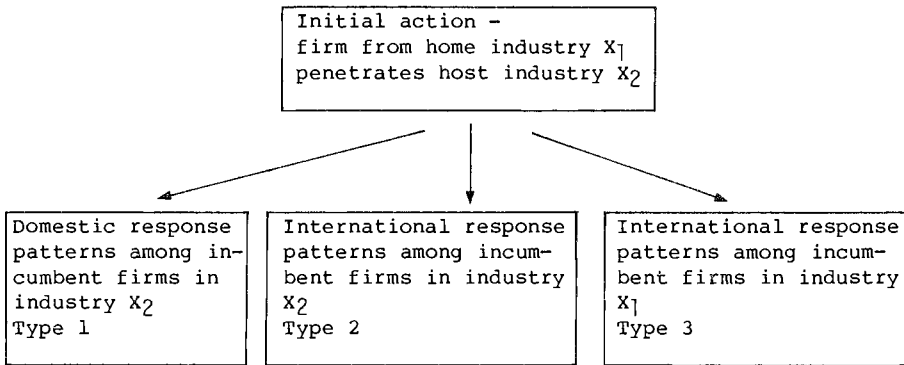 Initial action -
firm from home industry X1
penetrates host industry X2
Domestic response
patterns among in-
cumbent firms in
industry X2
Type 1
International response
patterns among incum-
bent firms in industry
X2
Type 2
International response
patterns among incum-
bent firms in industry
X1
Type 3